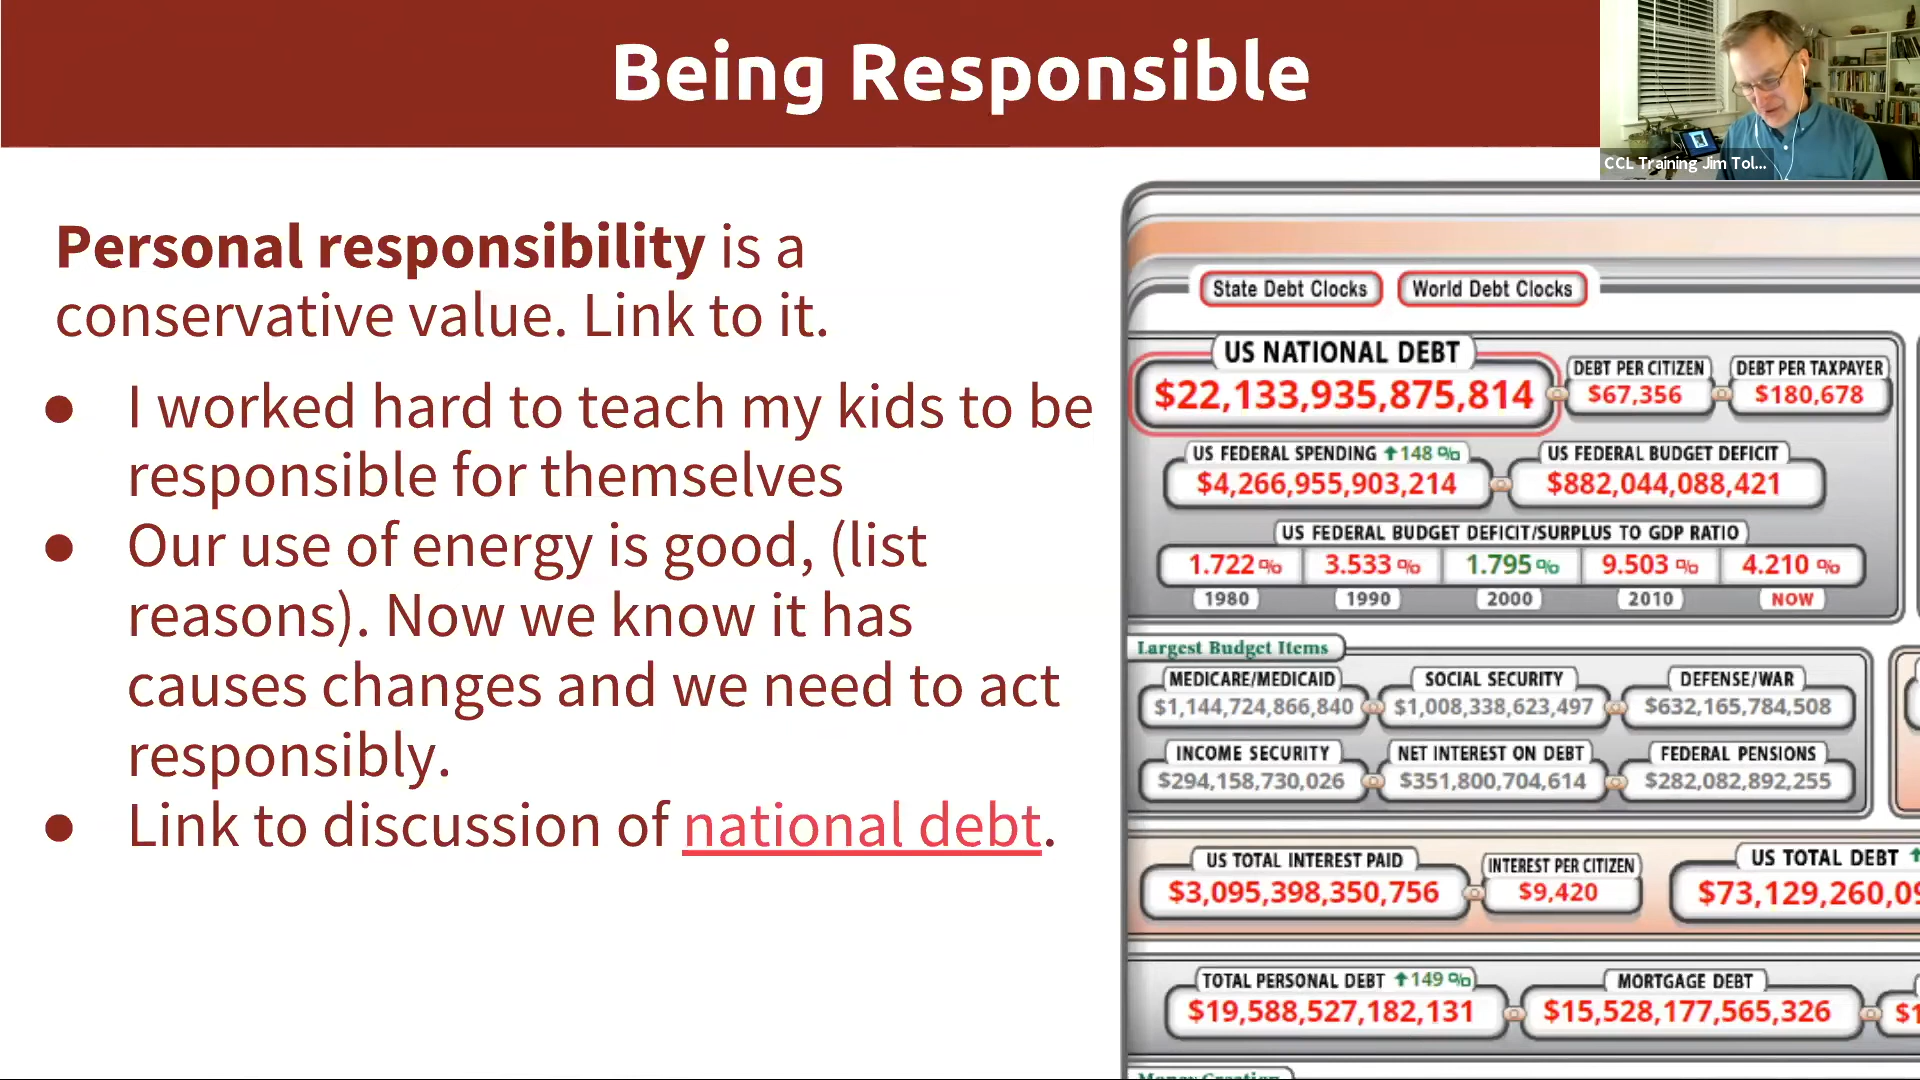 Being Responsible
CCL Training Jim Tol...
Personal responsibility is a
conservative value. Link to it.
● I worked hard to teach my kids to be
responsible for themselves
● Our use of energy is good, (list
reasons). Now we know it has
causes changes and we need to act
responsibly.
● Link to discussion of national debt.
State Debt Clocks World Debt Clocks
US NATIONAL DEBT DEBT PER CITIZEN DEBT PER TAXPAYER
$22,133,935,875,814 $67,356 $180,678
US FEDERAL SPENDING ↑148 % US FEDERAL BUDGET DEFICIT
$4,266,955,903,214 $882,044,088,421
US FEDERAL BUDGET DEFICIT/SURPLUS TO GDP RATIO
1.722 % 3.533 % 1.795 % 9.503 % 4.210 %
1980 1990 2000 2010 NOW
Largest Budget Items
MEDICARE/MEDICAID SOCIAL SECURITY DEFENSE/WAR
$1,144,724,866,840 $1,008,338,623,497 $632,165,784,508
INCOME SECURITY NET INTEREST ON DEBT FEDERAL PENSIONS
$294,158,730,026 $351,800,704,614 $282,082,892,255
US TOTAL INTEREST PAID INTEREST PER CITIZEN US TOTAL DEBT ↑
$3,095,398,350,756 $9,420 $73,129,260,09
TOTAL PERSONAL DEBT ↑149 % MORTGAGE DEBT
$19,588,527,182,131 $15,528,177,565,326 $1